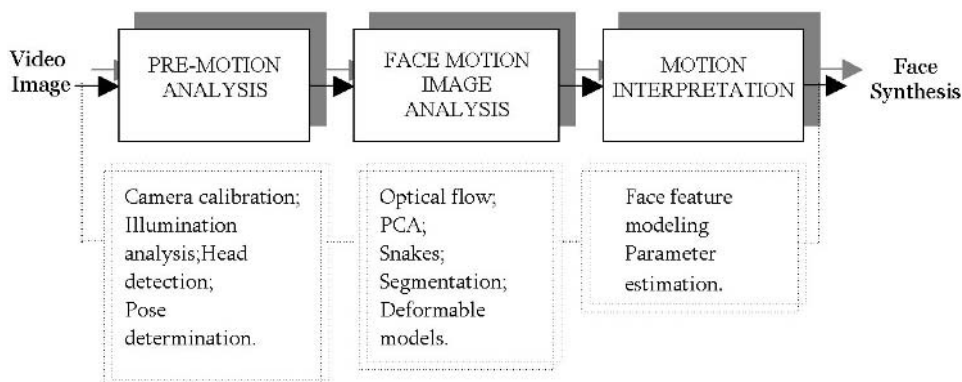 Video
Image
PRE-MOTION
ANALYSIS
FACE MOTION
IMAGE
ANALYSIS
MOTION
INTERPRETATION
Face
Synthesis
Camera calibration;
Illumination
analysis;Head
detection;
Pose
determination.
Optical flow;
PCA;
Snakes;
Segmentation;
Deformable
models.
Face feature
modeling
Parameter
estimation.